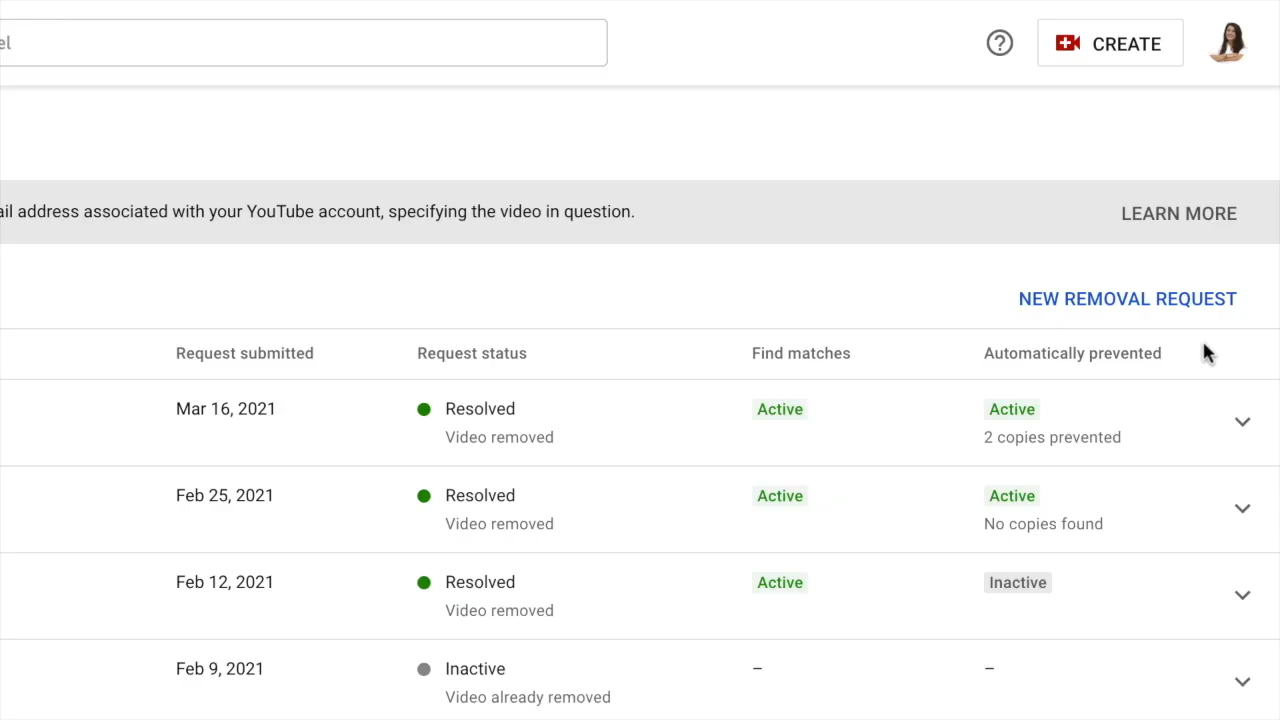 CREATE
address associated with your YouTube account, specifying the video in question.
LEARN MORE
NEW REMOVAL REQUEST
Request submitted Request status Find matches Automatically prevented
Mar 16, 2021 Resolved Active Active
Video removed 2 copies prevented
Feb 25, 2021 Resolved Active Active
Video removed No copies found
Feb 12, 2021 Resolved Active Inactive
Video removed
Feb 9, 2021 Inactive – –
Video already removed